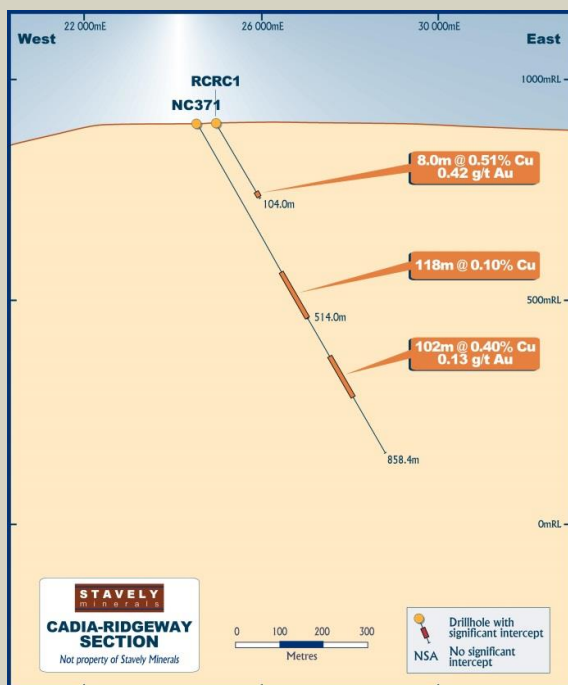 22 000mE
26 000mE
30 000mE
West
East
1000mRL
RCRC1
NC371
8.0m @ 0.51% Cu
0.42 g/t Au
104.0m
118m @ 0.10% Cu
500mRL
514.0m
102m @ 0.40% Cu
0.13 g/t Au
858.4m
0mRL
STAVELY
minerals
CADIA-RIDGEWAY
SECTION
Not property of Stavely Minerals
0 100 200 300
Metres
Drillhole with
significant intercept
NSA No significant
intercept